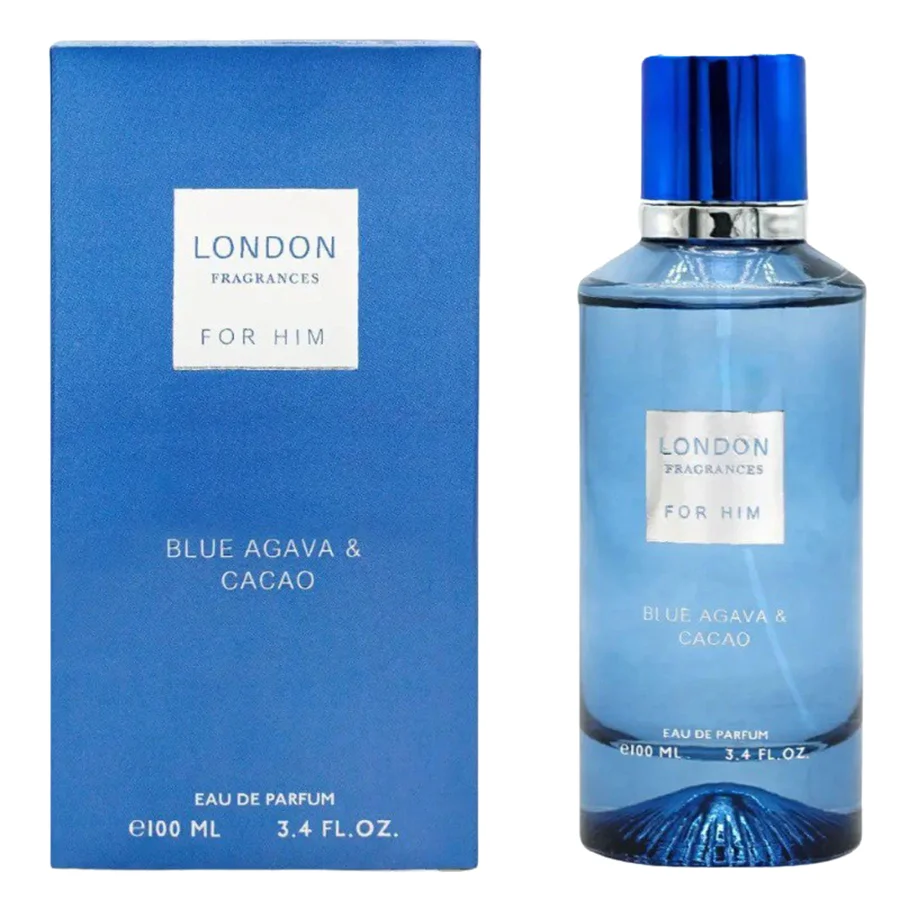 LONDON
FRAGRANCES
FOR HIM
BLUE AGAVA &
CACAO
EAU DE PARFUM
℮100 ML 3.4 FL.OZ.
LONDON
FRAGRANCES
FOR HIM
BLUE AGAVA &
CACAO
EAU DE PARFUM
℮100 ML 3.4 FL.OZ.